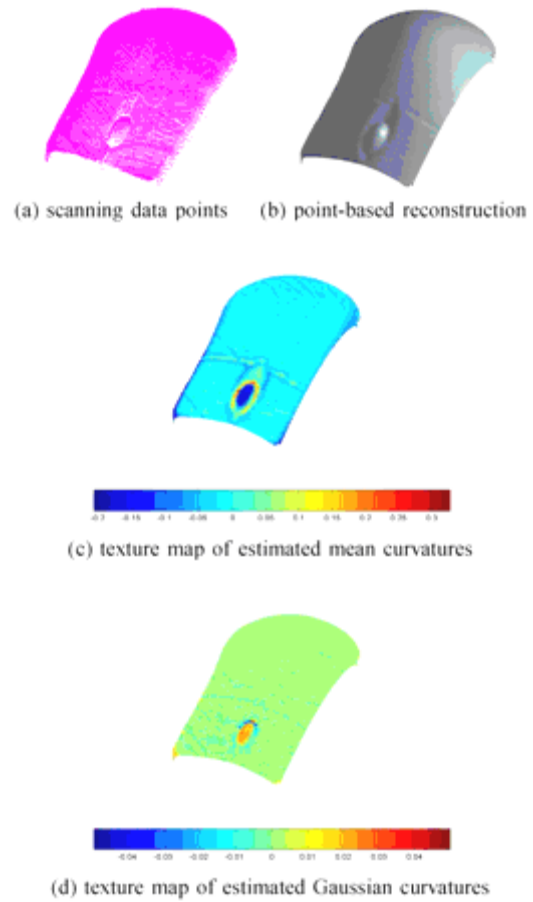 (a) scanning data points
(b) point-based reconstruction
-0.2 -0.15 -0.1 -0.05 0 0.05 0.1 0.15 0.2 0.25 0.3
(c) texture map of estimated mean curvatures
-0.04 -0.03 -0.02 -0.01 0 0.01 0.02 0.03 0.04
(d) texture map of estimated Gaussian curvatures